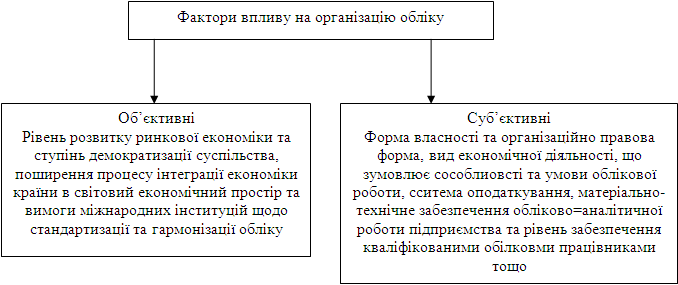 Фактори впливу на організацію обліку
Об’єктивні
Рівень розвитку ринкової економіки та
ступінь демократизації суспільства,
поширення процесу інтеграції економіки
країни в світовий економічний простір та
вимоги міжнародних інституцій щодо
стандартизації та гармонізації обліку
Суб’єктивні
Форма власності та організаційно правова
форма, вид економічної діяльності, що
зумовлює сособливості та умови облікової
роботи, сситема оподаткування, матеріально-
технічне забезпечення обліково=аналітичної
роботи підприємства та рівень забезпечення
кваліфікованими обілковми працівниками
тощо